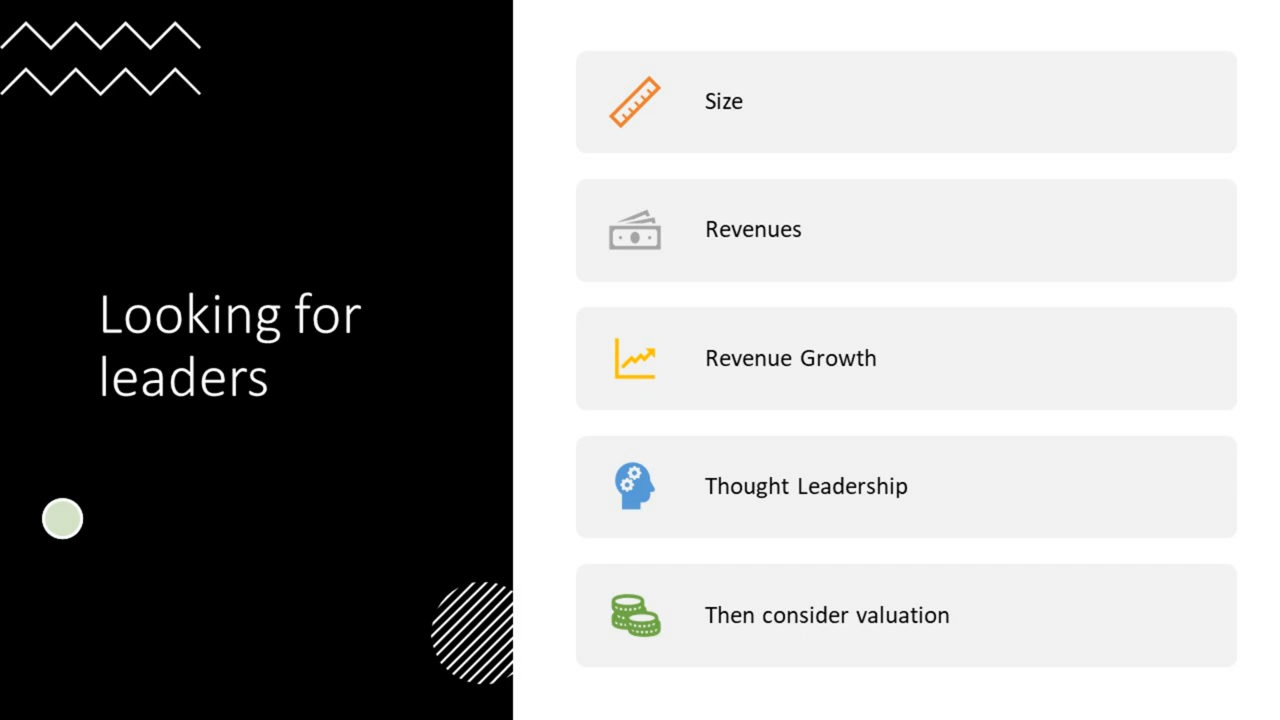 Looking for
leaders
Size
Revenues
Revenue Growth
Thought Leadership
Then consider valuation